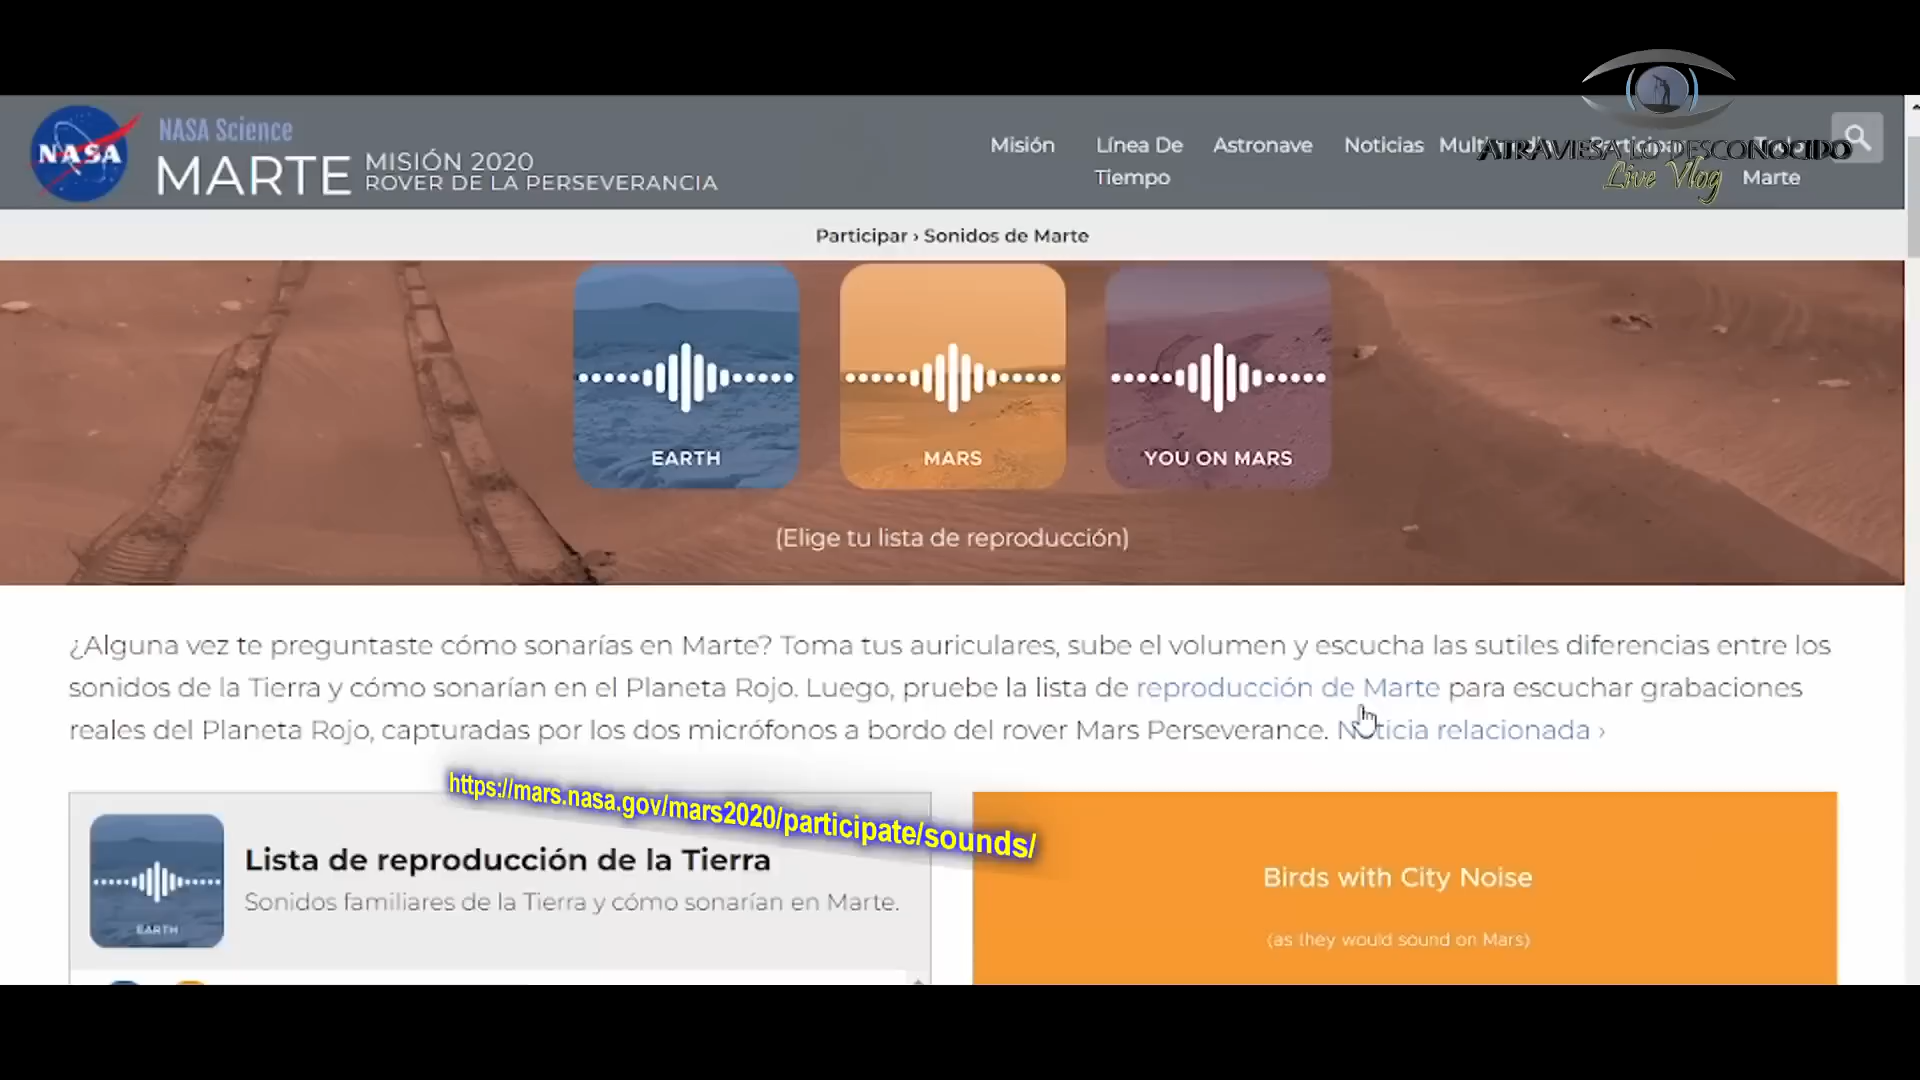 NASA
NASA Science
MARTE
MISIÓN 2020
ROVER DE LA PERSEVERANCIA
Misión
Línea De Tiempo
Astronave
Noticias
Marte
ATRAVIESA LO DESCONOCIDO
Live Vlog
Participar › Sonidos de Marte
EARTH
MARS
YOU ON MARS
(Elige tu lista de reproducción)
¿Alguna vez te preguntaste cómo sonarías en Marte? Toma tus auriculares, sube el volumen y escucha las sutiles diferencias entre los
sonidos de la Tierra y cómo sonarían en el Planeta Rojo. Luego, pruebe la lista de reproducción de Marte para escuchar grabaciones
reales del Planeta Rojo, capturadas por los dos micrófonos a bordo del rover Mars Perseverance. Noticia relacionada ›
https://mars.nasa.gov/mars2020/participate/sounds/
Lista de reproducción de la Tierra
Sonidos familiares de la Tierra y cómo sonarían en Marte.
EARTH
Birds with City Noise
(as they would sound on Mars)